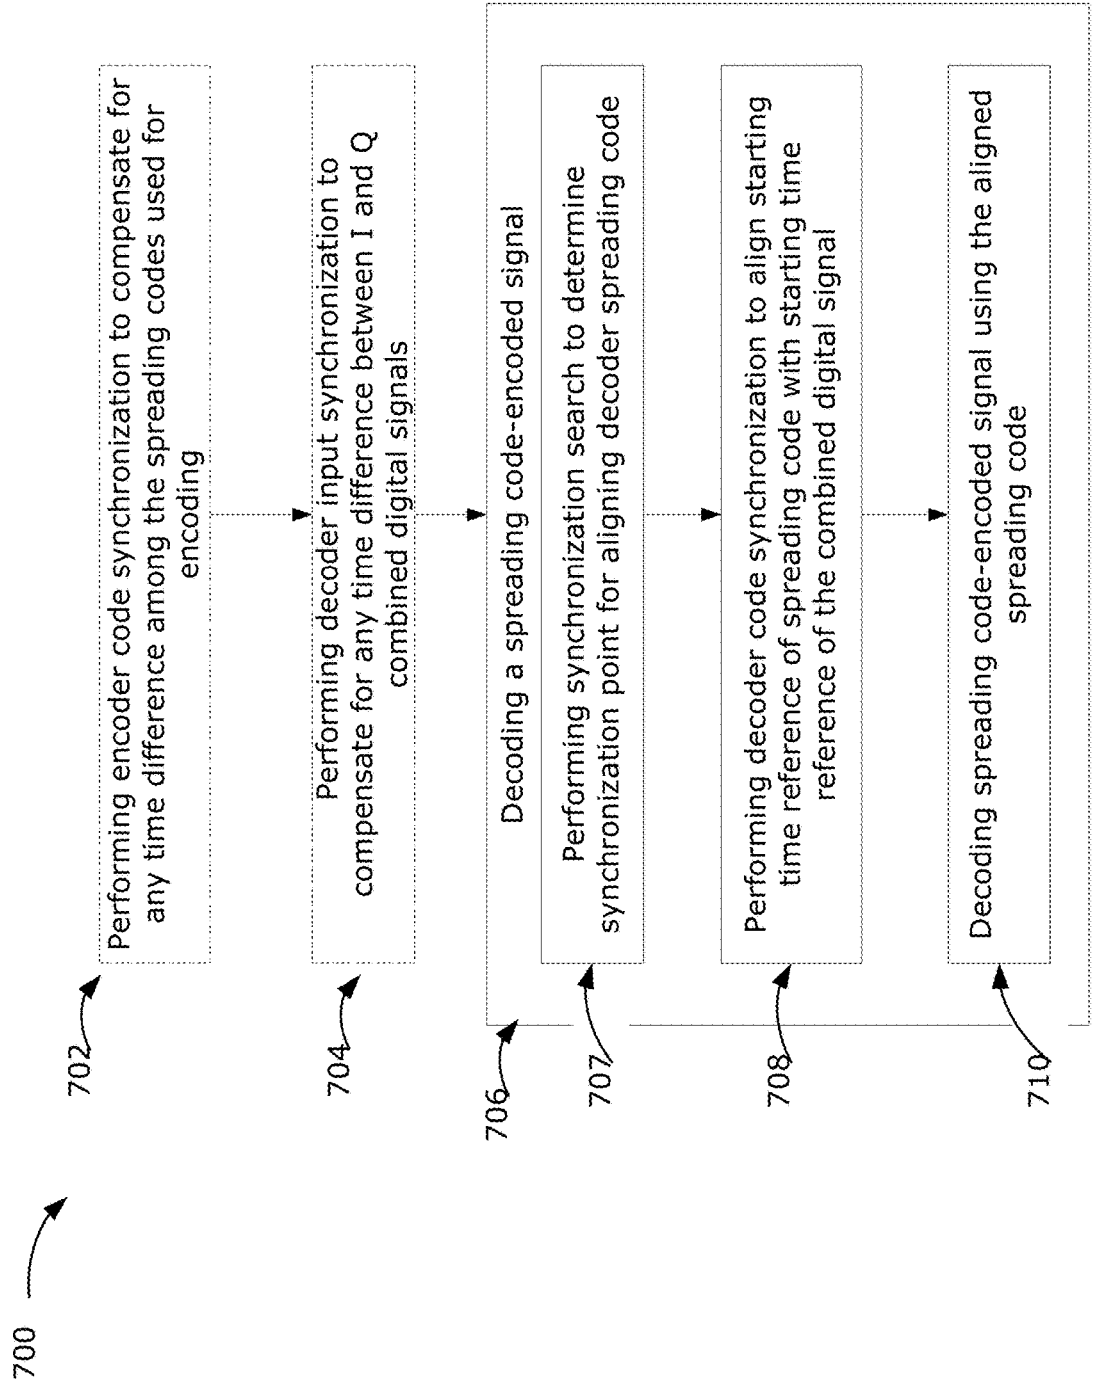 700
702
Performing encoder code synchronization to compensate for
any time difference among the spreading codes used for
encoding
704
Performing decoder input synchronization to
compensate for any time difference between I and Q
combined digital signals
706
Decoding a spreading code-encoded signal
707
Performing synchronization search to determine
synchronization point for aligning decoder spreading code
708
Performing decoder code synchronization to align starting
time reference of spreading code with starting time
reference of the combined digital signal
710
Decoding spreading code-encoded signal using the aligned
spreading code